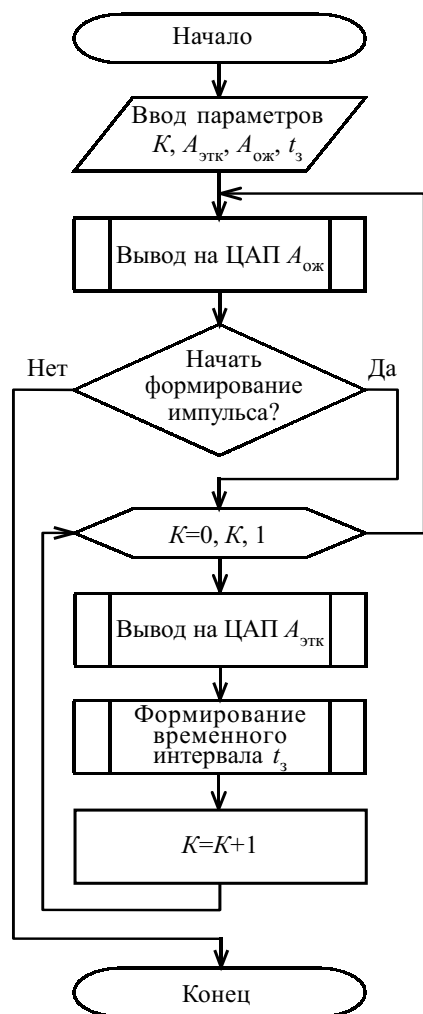 Начало
Ввод параметров
K, Aэтк, Aож, tз
Вывод на ЦАП Aож
Нет
Начать
формирование
импульса?
Да
K=0, K, 1
Вывод на ЦАП Aэтк
Формирование
временного
интервала tз
K=K+1
Конец